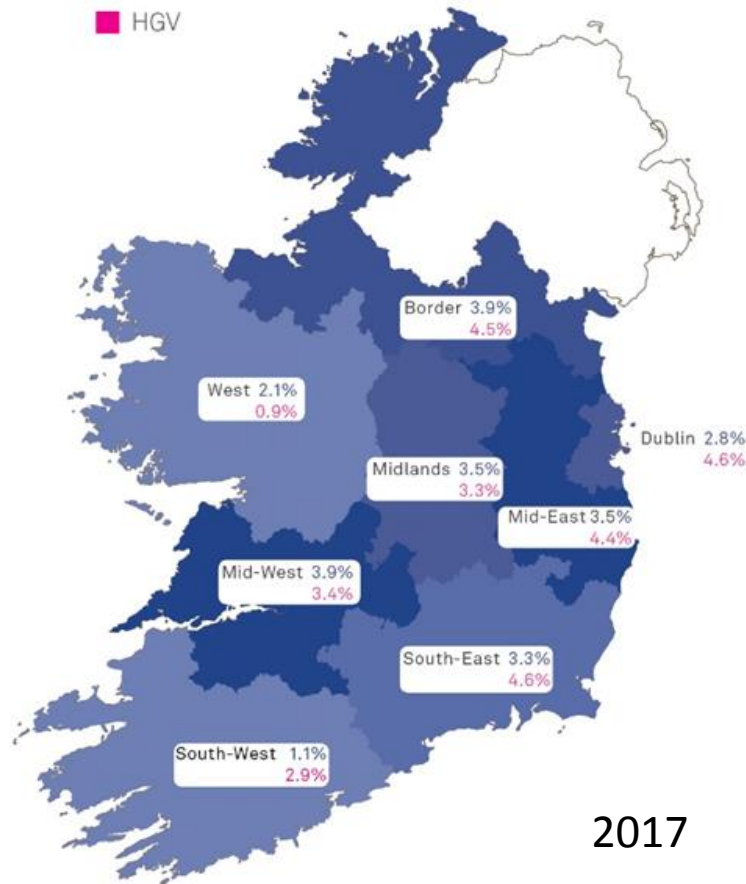 HGV
Border 3.9%
4.5%
West 2.1%
0.9%
Dublin 2.8%
4.6%
Midlands 3.5%
3.3%
Mid-East 3.5%
4.4%
Mid-West 3.9%
3.4%
South-East 3.3%
4.6%
South-West 1.1%
2.9%
2017